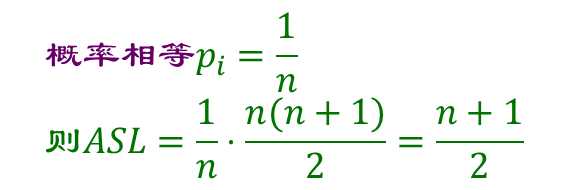 概率相等$p_i = \frac{1}{n}$
则$ASL = \frac{1}{n} \cdot \frac{n(n+1)}{2} = \frac{n+1}{2}$